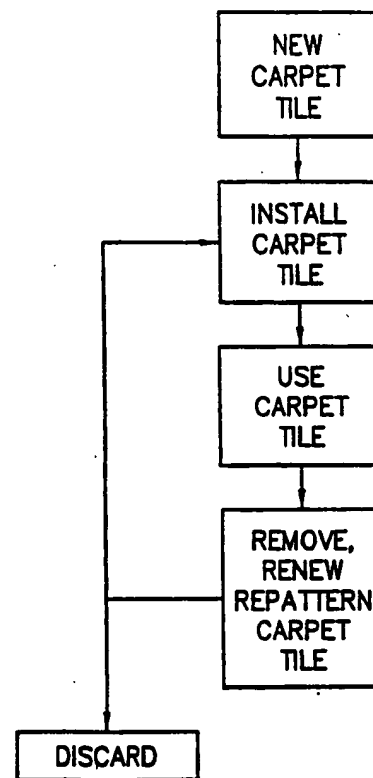 NEW
CARPET
TILE
INSTALL
CARPET
TILE
USE
CARPET
TILE
REMOVE,
RENEW
REPATTERN
CARPET
TILE
DISCARD